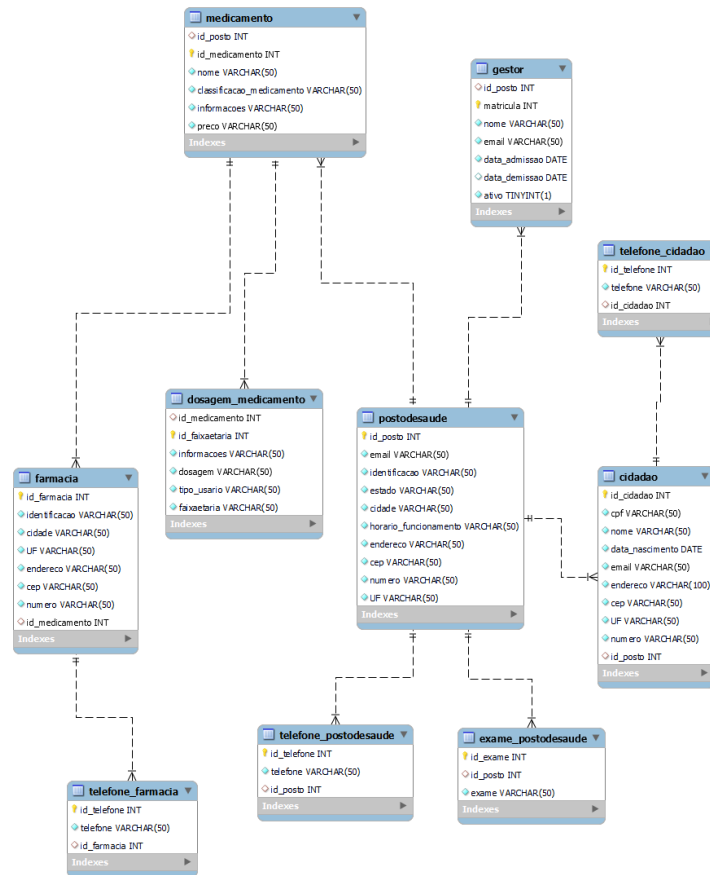 medicamento
id_posto INT
id_medicamento INT
nome VARCHAR(50)
classificacao_medicamento VARCHAR(50)
informacoes VARCHAR(50)
preco VARCHAR(50)
Indexes
gestor
id_posto INT
matricula INT
nome VARCHAR(50)
email VARCHAR(50)
data_admissao DATE
data_demissao DATE
ativo TINYINT(1)
Indexes
telefone_cidadao
id_telefone INT
telefone VARCHAR(50)
id_cidadao INT
Indexes
dosagem_medicamento
id_medicamento INT
id_faixaetaria INT
informacoes VARCHAR(50)
dosagem VARCHAR(50)
tipo_usario VARCHAR(50)
faixaetaria VARCHAR(50)
Indexes
postodesaude
id_posto INT
email VARCHAR(50)
identificacao VARCHAR(50)
estado VARCHAR(50)
cidade VARCHAR(50)
horario_funcionamento VARCHAR(50)
endereco VARCHAR(50)
cep VARCHAR(50)
numero VARCHAR(50)
UF VARCHAR(50)
Indexes
farmacia
id_farmacia INT
identificacao VARCHAR(50)
cidade VARCHAR(50)
UF VARCHAR(50)
endereco VARCHAR(50)
cep VARCHAR(50)
numero VARCHAR(50)
id_medicamento INT
Indexes
cidadao
id_cidadao INT
cpf VARCHAR(50)
nome VARCHAR(50)
data_nascimento DATE
email VARCHAR(50)
endereco VARCHAR(100)
cep VARCHAR(50)
UF VARCHAR(50)
numero VARCHAR(50)
id_posto INT
Indexes
telefone_postodesaude
id_telefone INT
telefone VARCHAR(50)
id_posto INT
Indexes
exame_postodesaude
id_exame INT
id_posto INT
exame VARCHAR(50)
Indexes
telefone_farmacia
id_telefone INT
telefone VARCHAR(50)
id_farmacia INT
Indexes